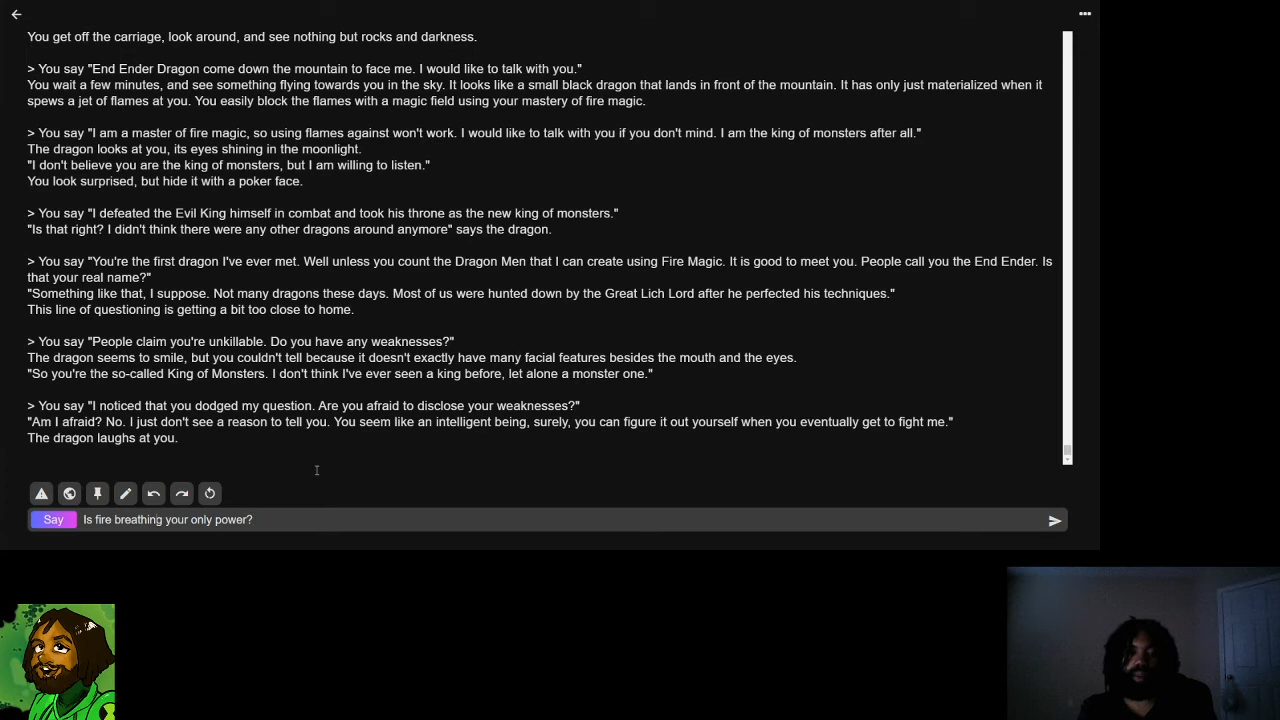 You get off the carriage, look around, and see nothing but rocks and darkness.
> You say "End Ender Dragon come down the mountain to face me. I would like to talk with you."
You wait a few minutes, and see something flying towards you in the sky. It looks like a small black dragon that lands in front of the mountain. It has only just materialized when it
spews a jet of flames at you. You easily block the flames with a magic field using your mastery of fire magic.
> You say "I am a master of fire magic, so using flames against won't work. I would like to talk with you if you don't mind. I am the king of monsters after all."
The dragon looks at you, its eyes shining in the moonlight.
"I don't believe you are the king of monsters, but I am willing to listen."
You look surprised, but hide it with a poker face.
> You say "I defeated the Evil King himself in combat and took his throne as the new king of monsters."
"Is that right? I didn't think there were any other dragons around anymore" says the dragon.
> You say "You're the first dragon I've ever met. Well unless you count the Dragon Men that I can create using Fire Magic. It is good to meet you. People call you the End Ender. Is
that your real name?"
"Something like that, I suppose. Not many dragons these days. Most of us were hunted down by the Great Lich Lord after he perfected his techniques."
This line of questioning is getting a bit too close to home.
> You say "People claim you're unkillable. Do you have any weaknesses?"
The dragon seems to smile, but you couldn't tell because it doesn't exactly have many facial features besides the mouth and the eyes.
"So you're the so-called King of Monsters. I don't think I've ever seen a king before, let alone a monster one."
> You say "I noticed that you dodged my question. Are you afraid to disclose your weaknesses?"
"Am I afraid? No. I just don't see a reason to tell you. You seem like an intelligent being, surely, you can figure it out yourself when you eventually get to fight me."
The dragon laughs at you.
Say Is fire breathing your only power?